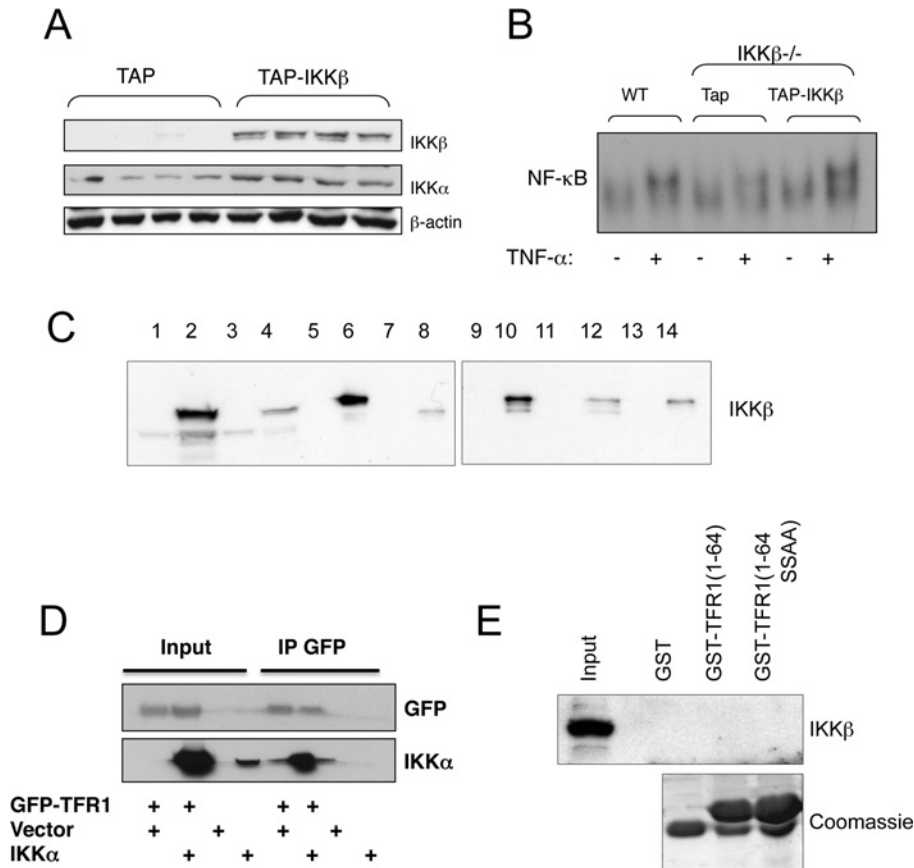 A
TAP TAP-IKKβ
IKKβ
IKKα
β-actin
B
IKKβ-/-
WT Tap TAP-IKKβ
NF-κB
TNF-α: - + - + - +
C
1 2 3 4 5 6 7 8 9 10 11 12 13 14
IKKβ
D
Input IP GFP
GFP
IKKα
GFP-TFR1 + + + +
Vector + + + +
IKKα + + + +
E
Input
GST
GST-TFR1(1-64)
GST-TFR1(1-64
SSAA)
IKKβ
Coomassie